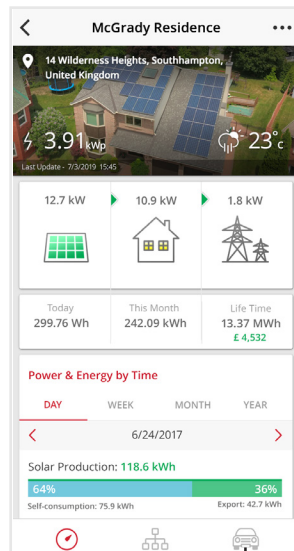 McGrady Residence
14 Wilderness Heights, Southhampton,
United Kingdom
3.91kWp
23°
Last Update - 7/3/2019 15:45
12.7 kW
10.9 kW
1.8 kW
Today
299.76 Wh
This Month
242.09 kWh
Life Time
13.37 MWh
£ 4,532
Power & Energy by Time
DAY
WEEK
MONTH
YEAR
6/24/2017
Solar Production: 118.6 kWh
64%
36%
Self-consumption: 75.9 kWh
Export: 42.7 kWh